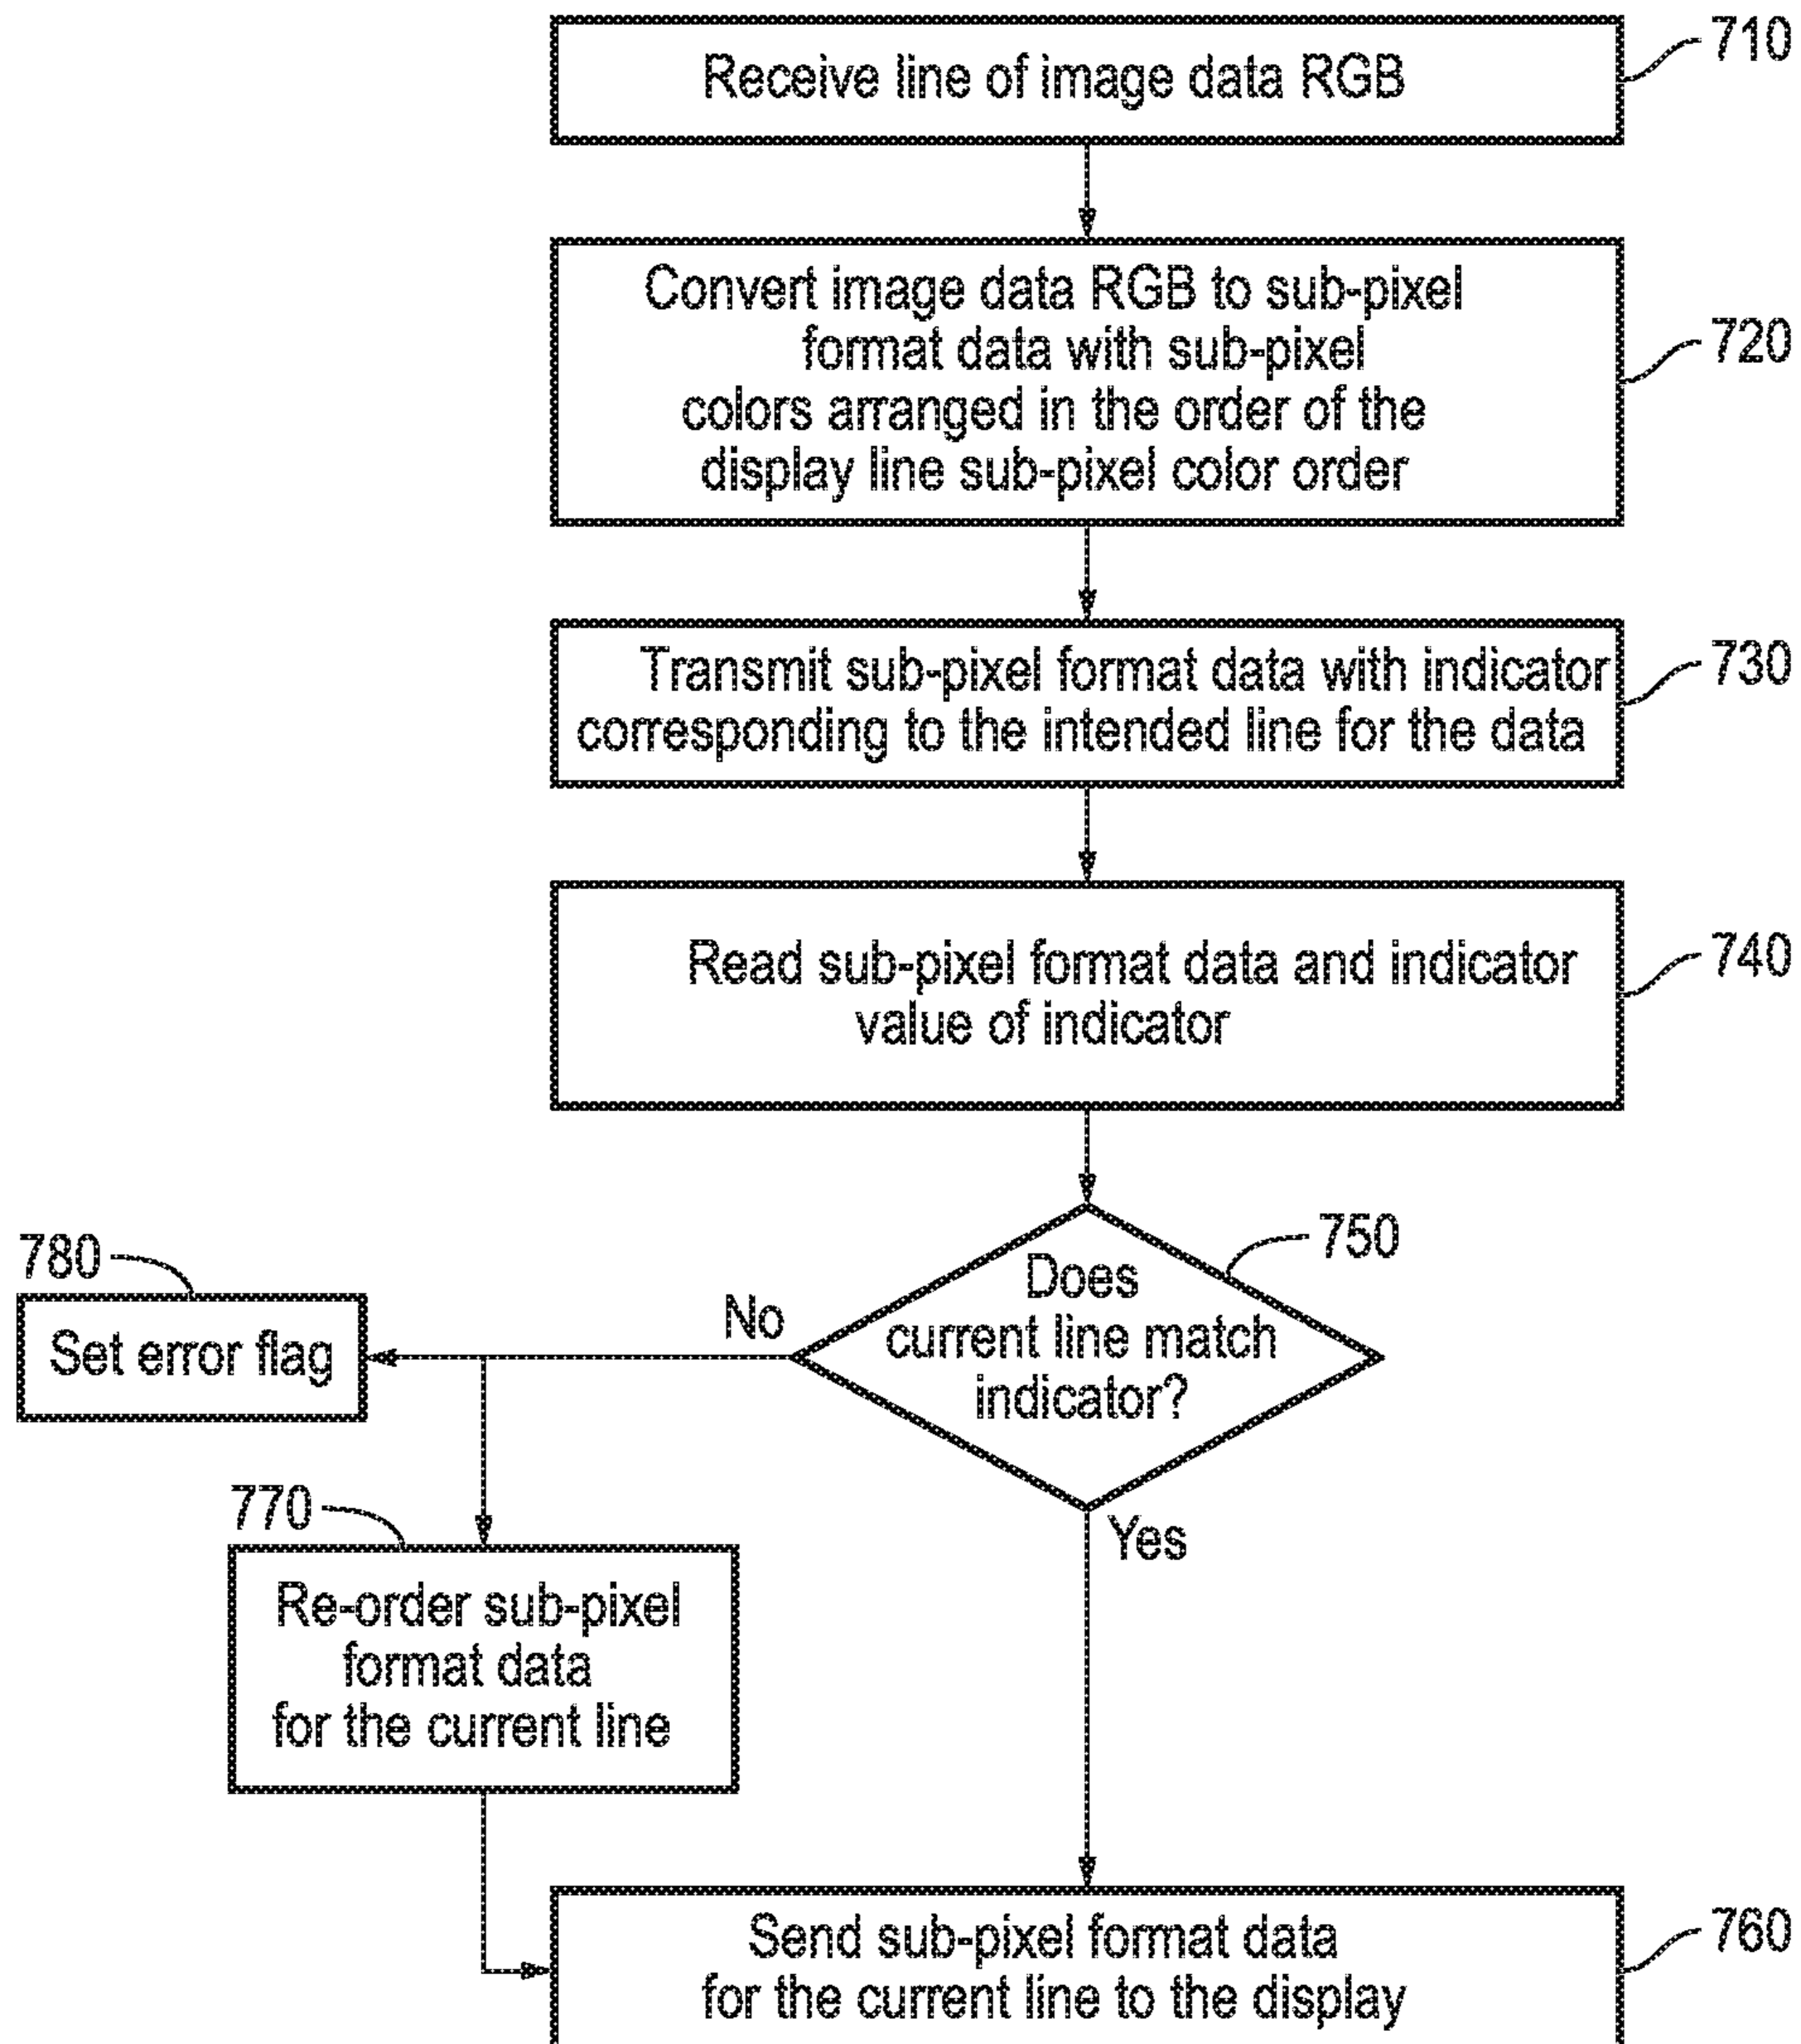 Receive line of image data RGB
710
Convert image data RGB to sub-pixel
format data with sub-pixel
colors arranged in the order of the
display line sub-pixel color order
720
Transmit sub-pixel format data with indicator
corresponding to the intended line for the data
730
Read sub-pixel format data and indicator
value of indicator
740
Does
current line match
indicator?
750
No
Yes
780
Set error flag
770
Re-order sub-pixel
format data
for the current line
Send sub-pixel format data
for the current line to the display
760